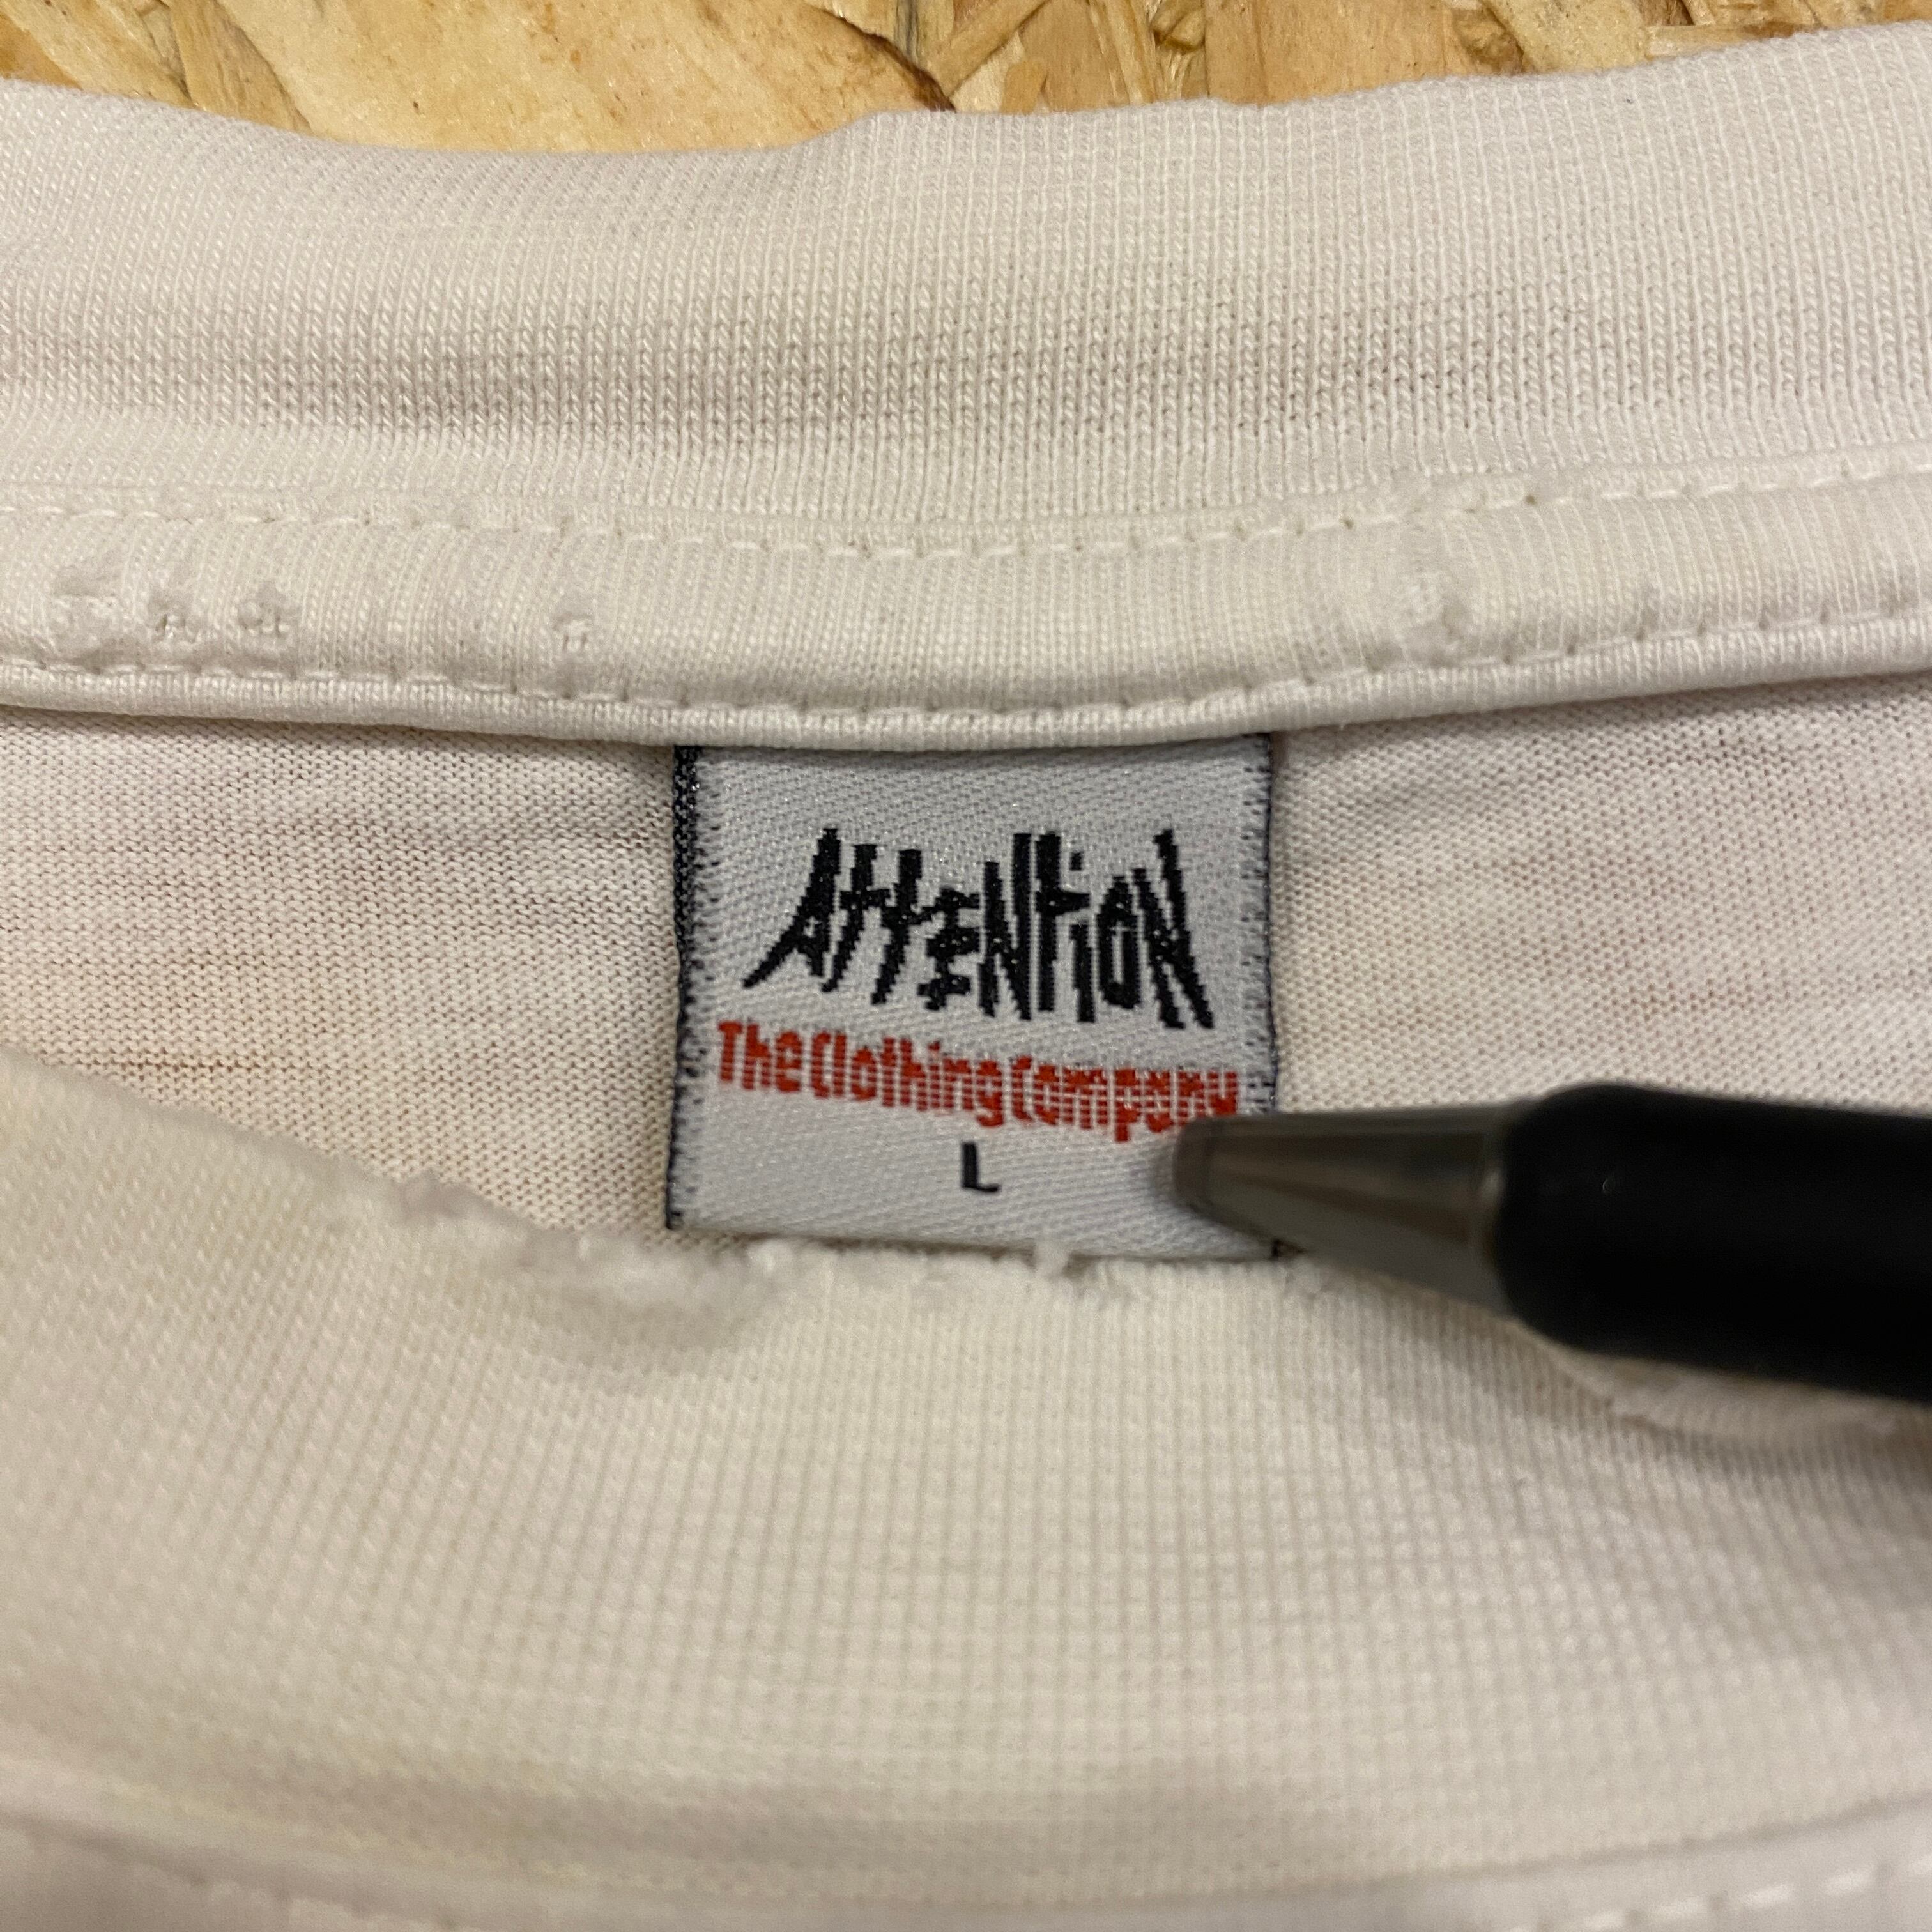 AttENtiON
The Clothing Company
L